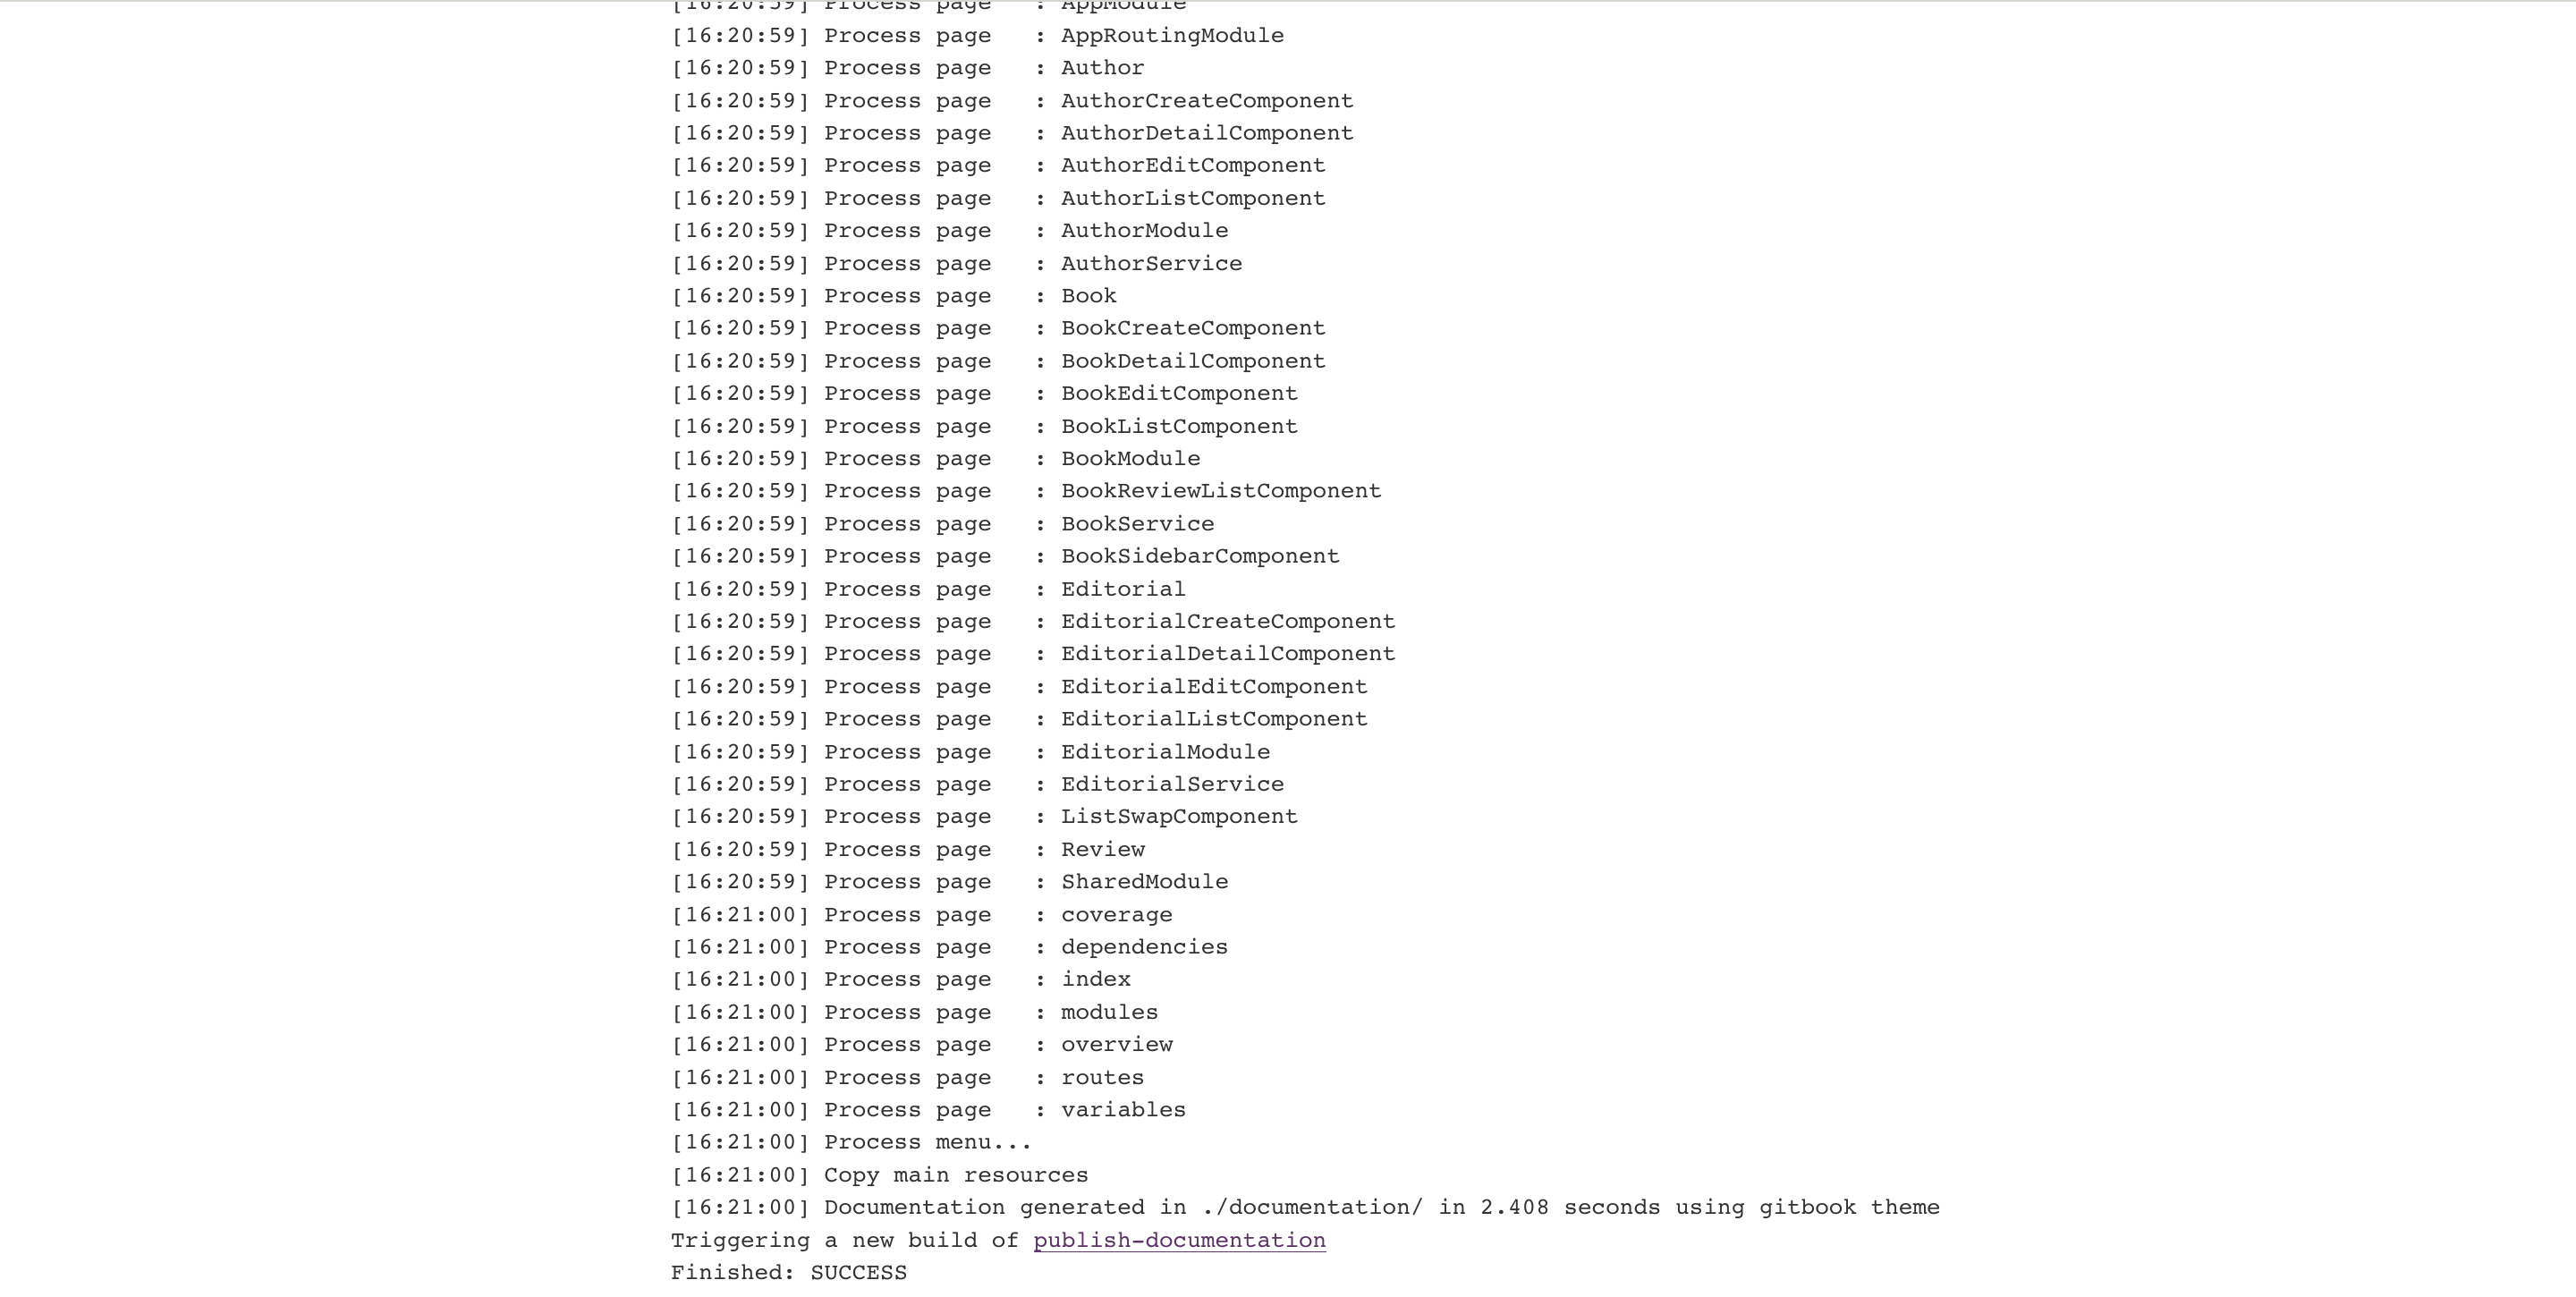 [16:20:59] Process page   : AppModule
[16:20:59] Process page   : AppRoutingModule
[16:20:59] Process page   : Author
[16:20:59] Process page   : AuthorCreateComponent
[16:20:59] Process page   : AuthorDetailComponent
[16:20:59] Process page   : AuthorEditComponent
[16:20:59] Process page   : AuthorListComponent
[16:20:59] Process page   : AuthorModule
[16:20:59] Process page   : AuthorService
[16:20:59] Process page   : Book
[16:20:59] Process page   : BookCreateComponent
[16:20:59] Process page   : BookDetailComponent
[16:20:59] Process page   : BookEditComponent
[16:20:59] Process page   : BookListComponent
[16:20:59] Process page   : BookModule
[16:20:59] Process page   : BookReviewListComponent
[16:20:59] Process page   : BookService
[16:20:59] Process page   : BookSidebarComponent
[16:20:59] Process page   : Editorial
[16:20:59] Process page   : EditorialCreateComponent
[16:20:59] Process page   : EditorialDetailComponent
[16:20:59] Process page   : EditorialEditComponent
[16:20:59] Process page   : EditorialListComponent
[16:20:59] Process page   : EditorialModule
[16:20:59] Process page   : EditorialService
[16:20:59] Process page   : ListSwapComponent
[16:20:59] Process page   : Review
[16:20:59] Process page   : SharedModule
[16:21:00] Process page   : coverage
[16:21:00] Process page   : dependencies
[16:21:00] Process page   : index
[16:21:00] Process page   : modules
[16:21:00] Process page   : overview
[16:21:00] Process page   : routes
[16:21:00] Process page   : variables
[16:21:00] Process menu...
[16:21:00] Copy main resources
[16:21:00] Documentation generated in ./documentation/ in 2.408 seconds using gitbook theme
Triggering a new build of publish-documentation
Finished: SUCCESS